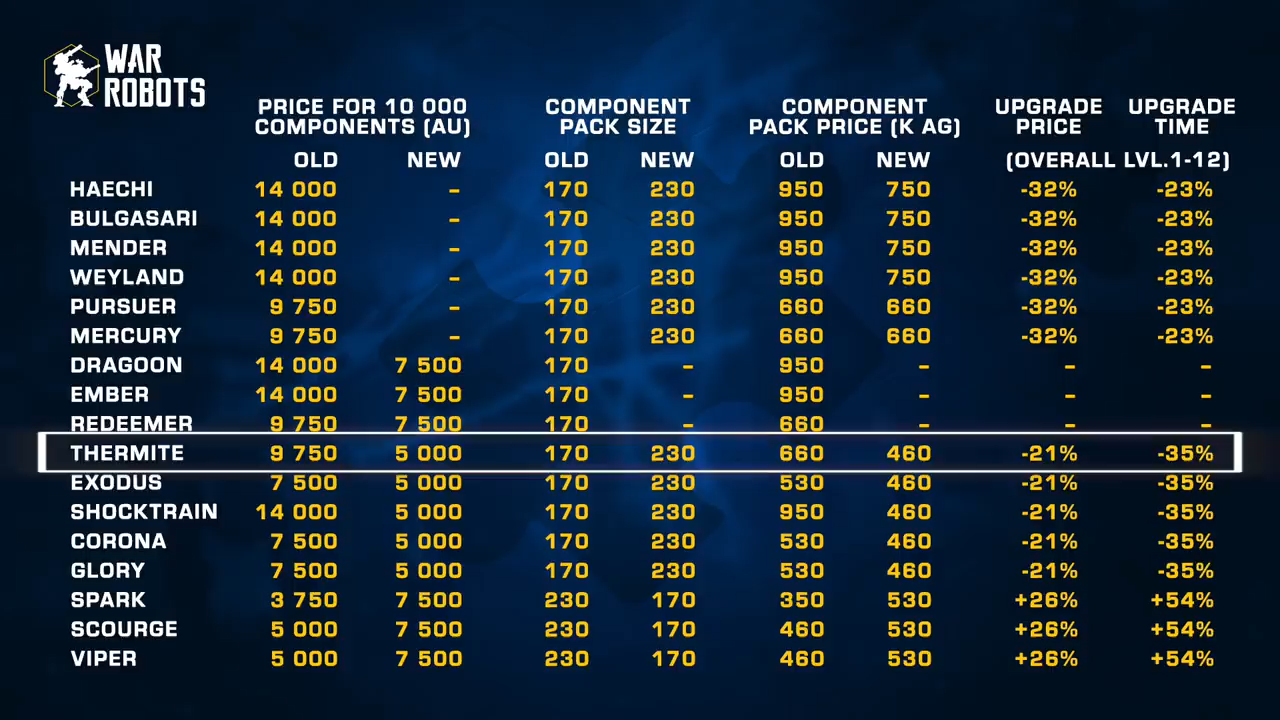 WAR
ROBOTS
PRICE FOR 10 000 COMPONENT COMPONENT UPGRADE UPGRADE
COMPONENTS (AU) PACK SIZE PACK PRICE (K AG) PRICE TIME
OLD NEW OLD NEW OLD NEW (OVERALL LVL.1-12)
HAECHI 14 000 – 170 230 950 750 -32% -23%
BULGASARI 14 000 – 170 230 950 750 -32% -23%
MENDER 14 000 – 170 230 950 750 -32% -23%
WEYLAND 14 000 – 170 230 950 750 -32% -23%
PURSUER 9 750 – 170 230 660 660 -32% -23%
MERCURY 9 750 – 170 230 660 660 -32% -23%
DRAGOON 14 000 7 500 170 – 950 – – –
EMBER 14 000 7 500 170 – 950 – – –
REDEEMER 9 750 7 500 170 – 660 – – –
THERMITE 9 750 5 000 170 230 660 460 -21% -35%
EXODUS 7 500 5 000 170 230 530 460 -21% -35%
SHOCKTRAIN 14 000 5 000 170 230 950 460 -21% -35%
CORONA 7 500 5 000 170 230 530 460 -21% -35%
GLORY 7 500 5 000 170 230 530 460 -21% -35%
SPARK 3 750 7 500 230 170 350 530 +26% +54%
SCOURGE 5 000 7 500 230 170 460 530 +26% +54%
VIPER 5 000 7 500 230 170 460 530 +26% +54%